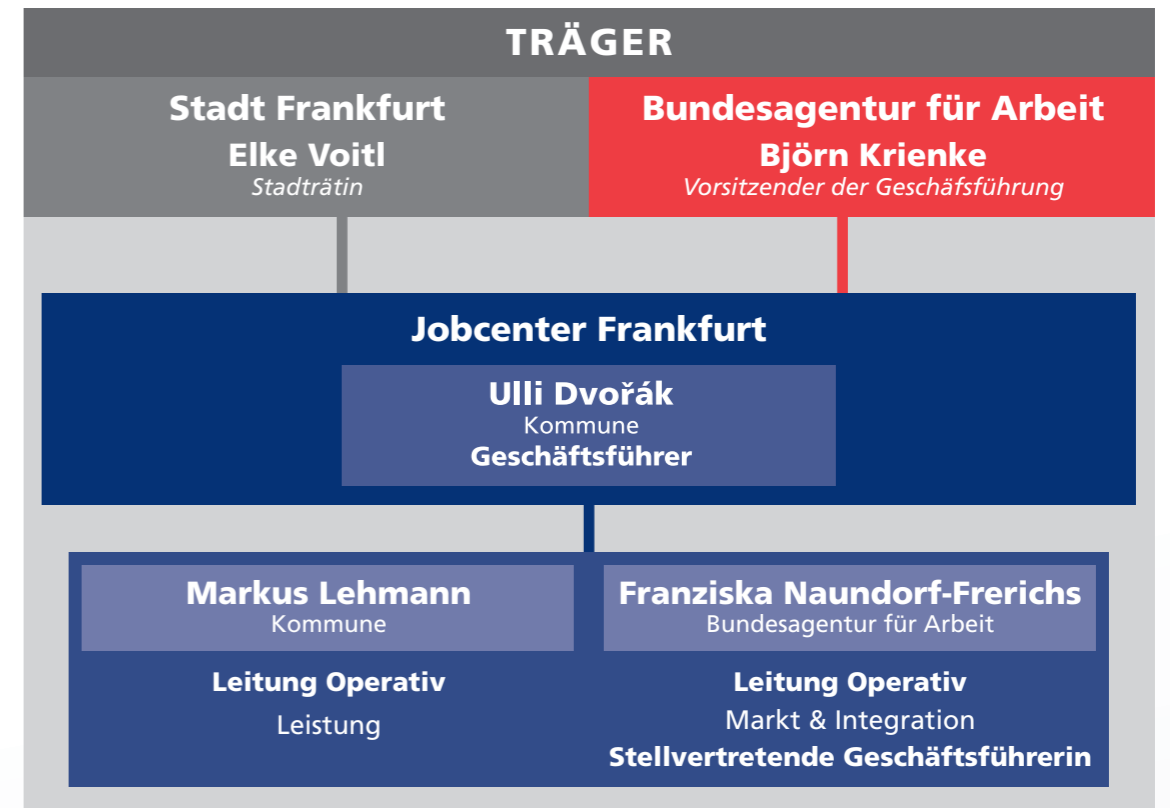 TRÄGER
Stadt Frankfurt
Elke Voitl
Stadträtin
Bundesagentur für Arbeit
Björn Krienke
Vorsitzender der Geschäfsführung
Jobcenter Frankfurt
Ulli Dvořák
Kommune
Geschäftsführer
Markus Lehmann
Kommune
Leitung Operativ
Leistung
Franziska Naundorf-Frerichs
Bundesagentur für Arbeit
Leitung Operativ
Markt & Integration
Stellvertretende Geschäftsführerin